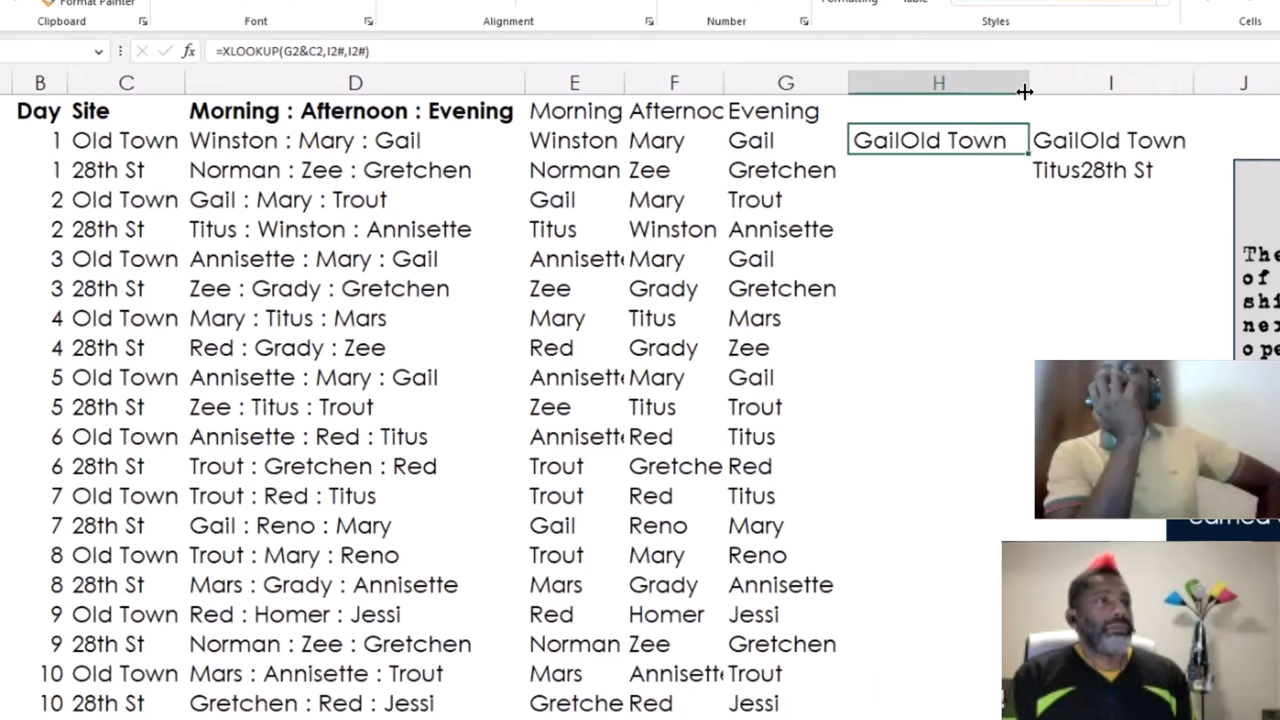 Format Painter
Formatting Table
Clipboard Font Alignment Number Styles Cells
fx =XLOOKUP(G2&C2,I2#,I2#)
B C D E F G H I J
Day Site Morning : Afternoon : Evening Morning Afternoc Evening
1 Old Town Winston : Mary : Gail Winston Mary Gail GailOld Town GailOld Town
1 28th St Norman : Zee : Gretchen Norman Zee Gretchen Titus28th St
2 Old Town Gail : Mary : Trout Gail Mary Trout
2 28th St Titus : Winston : Annisette Titus Winston Annisette
3 Old Town Annisette : Mary : Gail Annisette Mary Gail
3 28th St Zee : Grady : Gretchen Zee Grady Gretchen
4 Old Town Mary : Titus : Mars Mary Titus Mars
4 28th St Red : Grady : Zee Red Grady Zee
5 Old Town Annisette : Mary : Gail Annisette Mary Gail
5 28th St Zee : Titus : Trout Zee Titus Trout
6 Old Town Annisette : Red : Titus Annisette Red Titus
6 28th St Trout : Gretchen : Red Trout Gretche Red
7 Old Town Trout : Red : Titus Trout Red Titus
7 28th St Gail : Reno : Mary Gail Reno Mary
8 Old Town Trout : Mary : Reno Trout Mary Reno
8 28th St Mars : Grady : Annisette Mars Grady Annisette
9 Old Town Red : Homer : Jessi Red Homer Jessi
9 28th St Norman : Zee : Gretchen Norman Zee Gretchen
10 Old Town Mars : Annisette : Trout Mars Annisette Trout
10 28th St Gretchen : Red : Jessi Gretche Red Jessi
The
of
shi
nex
ope
earned